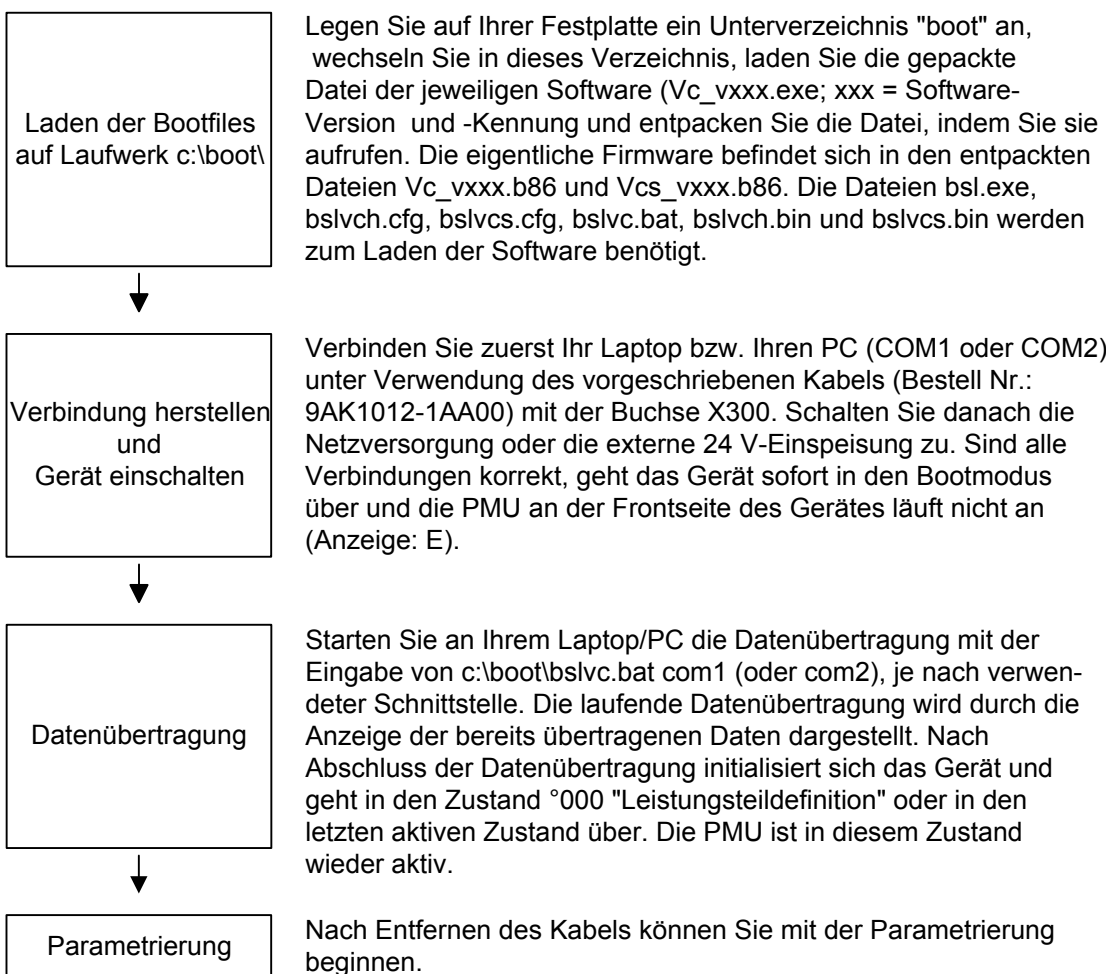 Laden der Bootfiles
auf Laufwerk c:\boot\
Legen Sie auf Ihrer Festplatte ein Unterverzeichnis "boot" an,
wechseln Sie in dieses Verzeichnis, laden Sie die gepackte
Datei der jeweiligen Software (Vc_vxxx.exe; xxx = Software-
Version und -Kennung und entpacken Sie die Datei, indem Sie sie
aufrufen. Die eigentliche Firmware befindet sich in den entpackten
Dateien Vc_vxxx.b86 und Vcs_vxxx.b86. Die Dateien bsl.exe,
bslvch.cfg, bslvcs.cfg, bslvc.bat, bslvch.bin und bslvcs.bin werden
zum Laden der Software benötigt.
Verbindung herstellen
und
Gerät einschalten
Verbinden Sie zuerst Ihr Laptop bzw. Ihren PC (COM1 oder COM2)
unter Verwendung des vorgeschriebenen Kabels (Bestell Nr.:
9AK1012-1AA00) mit der Buchse X300. Schalten Sie danach die
Netzversorgung oder die externe 24 V-Einspeisung zu. Sind alle
Verbindungen korrekt, geht das Gerät sofort in den Bootmodus
über und die PMU an der Frontseite des Gerätes läuft nicht an
(Anzeige: E).
Datenübertragung
Starten Sie an Ihrem Laptop/PC die Datenübertragung mit der
Eingabe von c:\boot\bslvc.bat com1 (oder com2), je nach verwen-
deter Schnittstelle. Die laufende Datenübertragung wird durch die
Anzeige der bereits übertragenen Daten dargestellt. Nach
Abschluss der Datenübertragung initialisiert sich das Gerät und
geht in den Zustand °000 "Leistungsteildefinition" oder in den
letzten aktiven Zustand über. Die PMU ist in diesem Zustand
wieder aktiv.
Parametrierung
Nach Entfernen des Kabels können Sie mit der Parametrierung
beginnen.